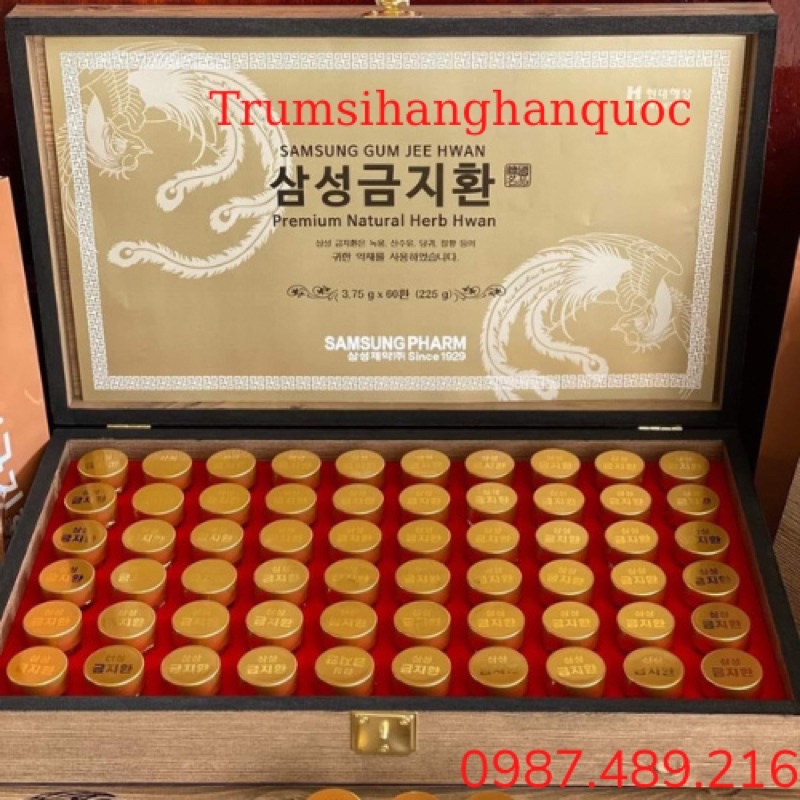 Trumsihanghanquoc
현대해상
SAMSUNG GUM JEE HWAN
삼성금지환
Premium Natural Herb Hwan
삼성 금지환은 녹용, 산수유, 당귀, 침향 등의
귀한 약재를 사용하였습니다.
3.75 g x 60환 (225 g)
SAMSUNG PHARM
삼성제약(주) Since 1929
삼성
금지환
0987.489.216